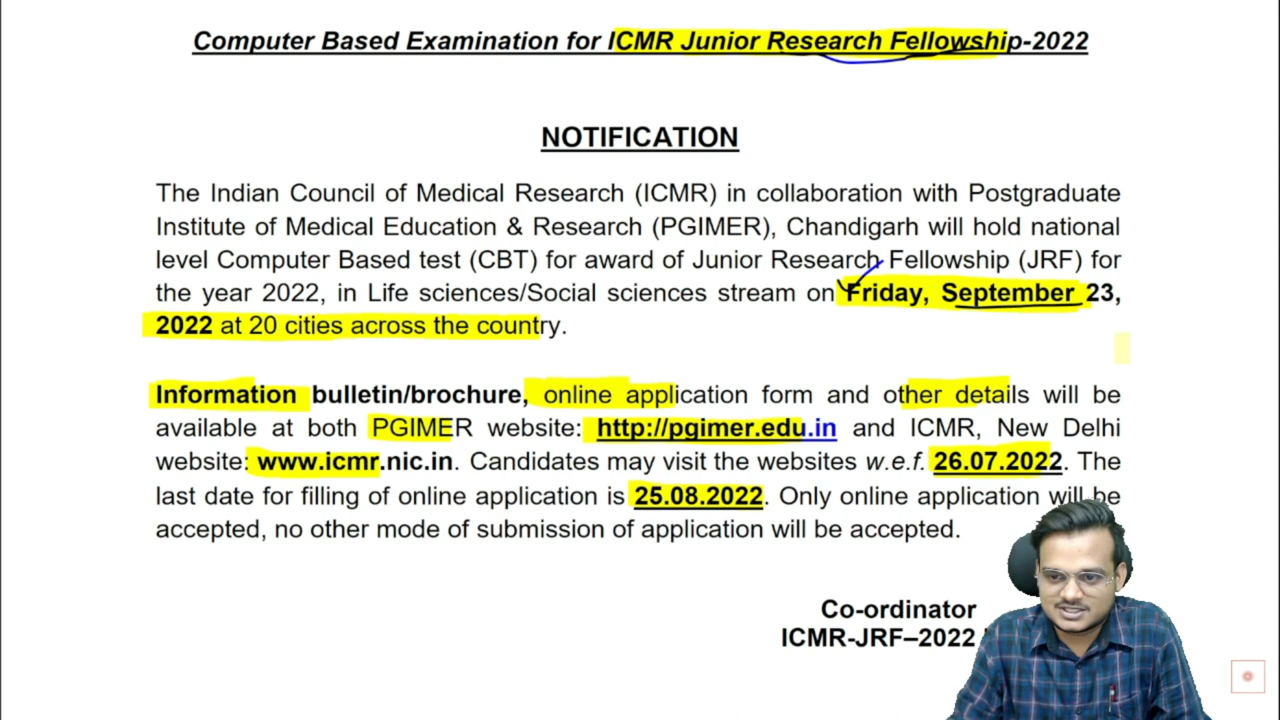 Computer Based Examination for ICMR Junior Research Fellowship-2022
NOTIFICATION
The Indian Council of Medical Research (ICMR) in collaboration with Postgraduate
Institute of Medical Education & Research (PGIMER), Chandigarh will hold national
level Computer Based test (CBT) for award of Junior Research Fellowship (JRF) for
the year 2022, in Life sciences/Social sciences stream on Friday, September 23,
2022 at 20 cities across the country.
Information bulletin/brochure, online application form and other details will be
available at both PGIMER website: http://pgimer.edu.in and ICMR, New Delhi
website: www.icmr.nic.in. Candidates may visit the websites w.e.f. 26.07.2022. The
last date for filling of online application is 25.08.2022. Only online application will be
accepted, no other mode of submission of application will be accepted.
Co-ordinator
ICMR-JRF–2022